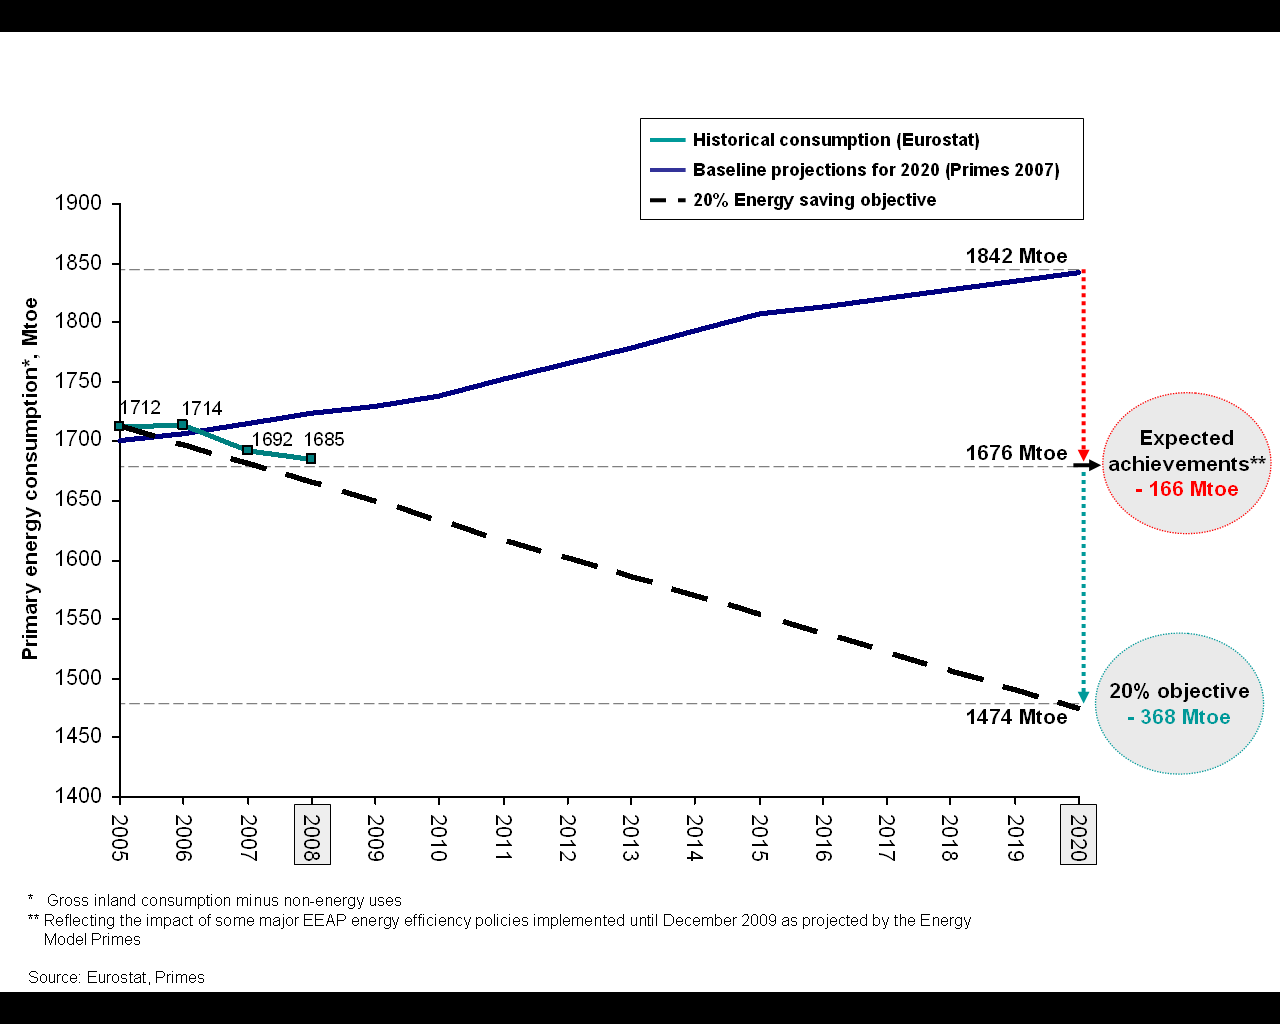 Historical consumption (Eurostat)
Baseline projections for 2020 (Primes 2007)
20% Energy saving objective
Primary energy consumption*, Mtoe
1900
1850
1800
1750
1700
1650
1600
1550
1500
1450
1400
1712
1714
1692
1685
1842 Mtoe
1676 Mtoe
1474 Mtoe
Expected
achievements**
- 166 Mtoe
20% objective
- 368 Mtoe
2005
2006
2007
2008
2009
2010
2011
2012
2013
2014
2015
2016
2017
2018
2019
2020
* Gross inland consumption minus non-energy uses
** Reflecting the impact of some major EEAP energy efficiency policies implemented until December 2009 as projected by the Energy
Model Primes
Source: Eurostat, Primes